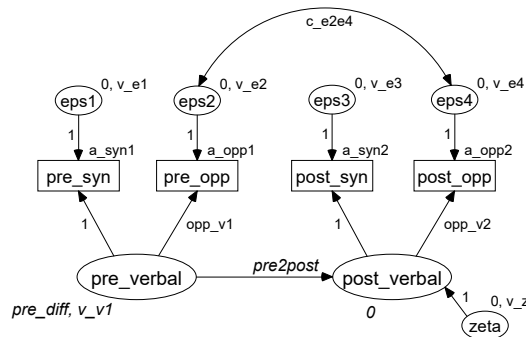 c_e2e4
0, v_e1
0, v_e2
0, v_e3
0, v_e4
eps1
eps2
eps3
eps4
1
1
1
1
a_syn1
a_opp1
a_syn2
a_opp2
pre_syn
pre_opp
post_syn
post_opp
1
opp_v1
1
opp_v2
pre_verbal
pre2post
post_verbal
pre_diff, v_v1
0
1
0, v_z
zeta